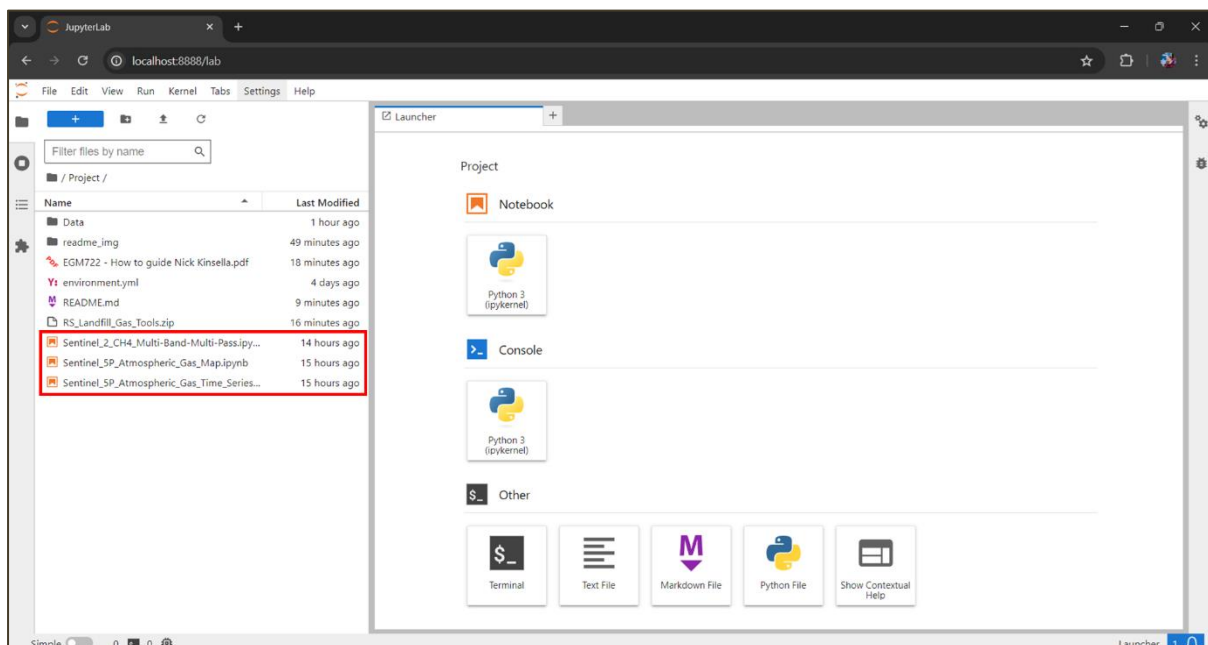 JupyterLab
localhost:8888/lab
File Edit View Run Kernel Tabs Settings Help
Filter files by name
/ Project /
Name Last Modified
Data 1 hour ago
readme_img 49 minutes ago
EGM722 - How to guide Nick Kinsella.pdf 18 minutes ago
Y: environment.yml 4 days ago
README.md 9 minutes ago
RS_Landfill_Gas_Tools.zip 16 minutes ago
Sentinel_2_CH4_Multi-Band-Multi-Pass.ipy... 14 hours ago
Sentinel_5P_Atmospheric_Gas_Map.ipynb 15 hours ago
Sentinel_5P_Atmospheric_Gas_Time_Series... 15 hours ago
Launcher
Project
Notebook
Python 3
(ipykernel)
Console
Python 3
(ipykernel)
$_ Other
$_
M
Terminal Text File Markdown File Python File Show Contextual
Help
Simple 0 0
Launcher 1